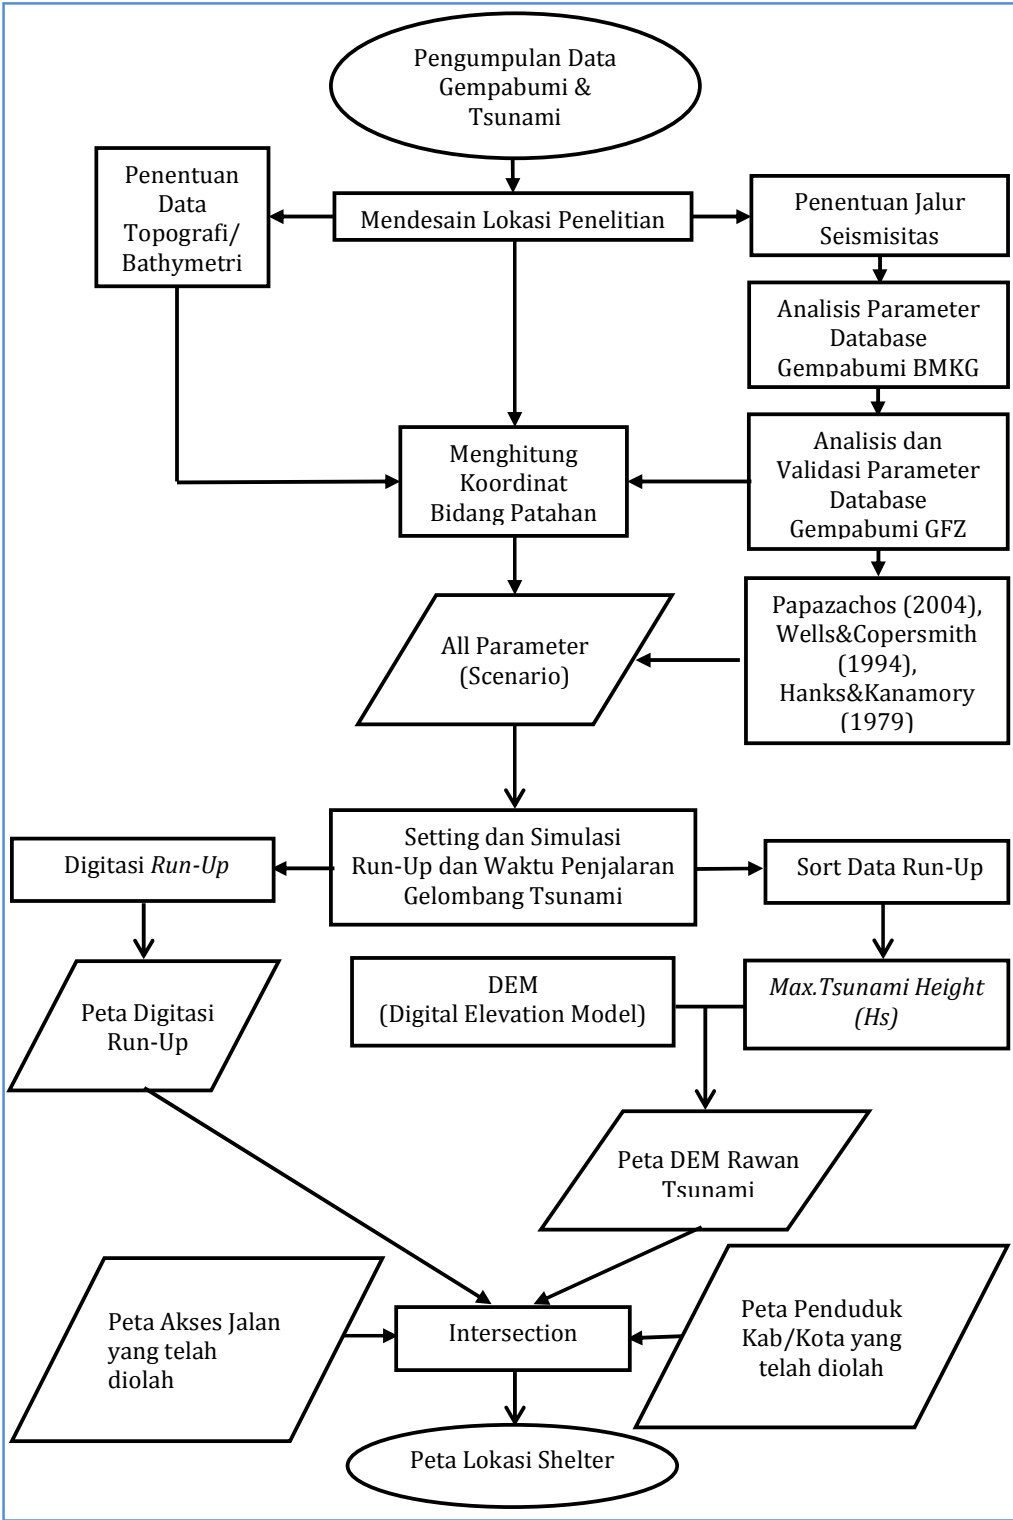 Pengumpulan Data
Gempabumi &
Tsunami
Penentuan
Data
Topografi/
Bathymetri
Mendesain Lokasi Penelitian
Penentuan Jalur
Seismisitas
Analisis Parameter
Database
Gempabumi BMKG
Menghitung
Koordinat
Bidang Patahan
Analisis dan
Validasi Parameter
Database
Gempabumi GFZ
All Parameter
(Scenario)
Papazachos (2004),
Wells&Copersmith
(1994),
Hanks&Kanamory
(1979)
Digitasi Run-Up
Setting dan Simulasi
Run-Up dan Waktu Penjalaran
Gelombang Tsunami
Sort Data Run-Up
Peta Digitasi
Run-Up
DEM
(Digital Elevation Model)
Max.Tsunami Height
(Hs)
Peta DEM Rawan
Tsunami
Peta Akses Jalan
yang telah
diolah
Intersection
Peta Penduduk
Kab/Kota yang
telah diolah
Peta Lokasi Shelter